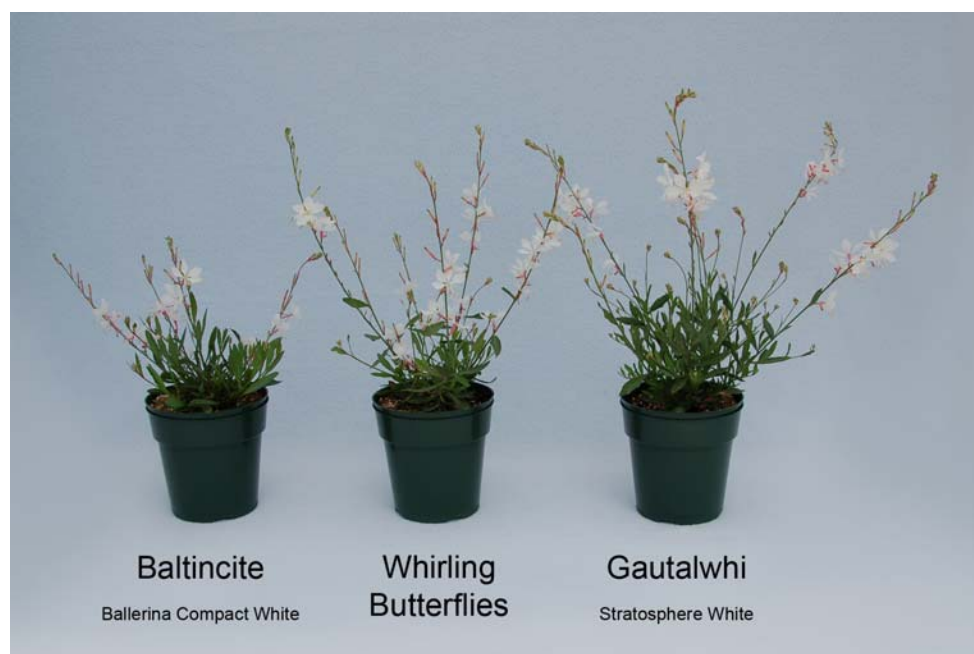 Baltincite
Ballerina Compact White
Whirling
Butterflies
Gautalwhi
Stratosphere White